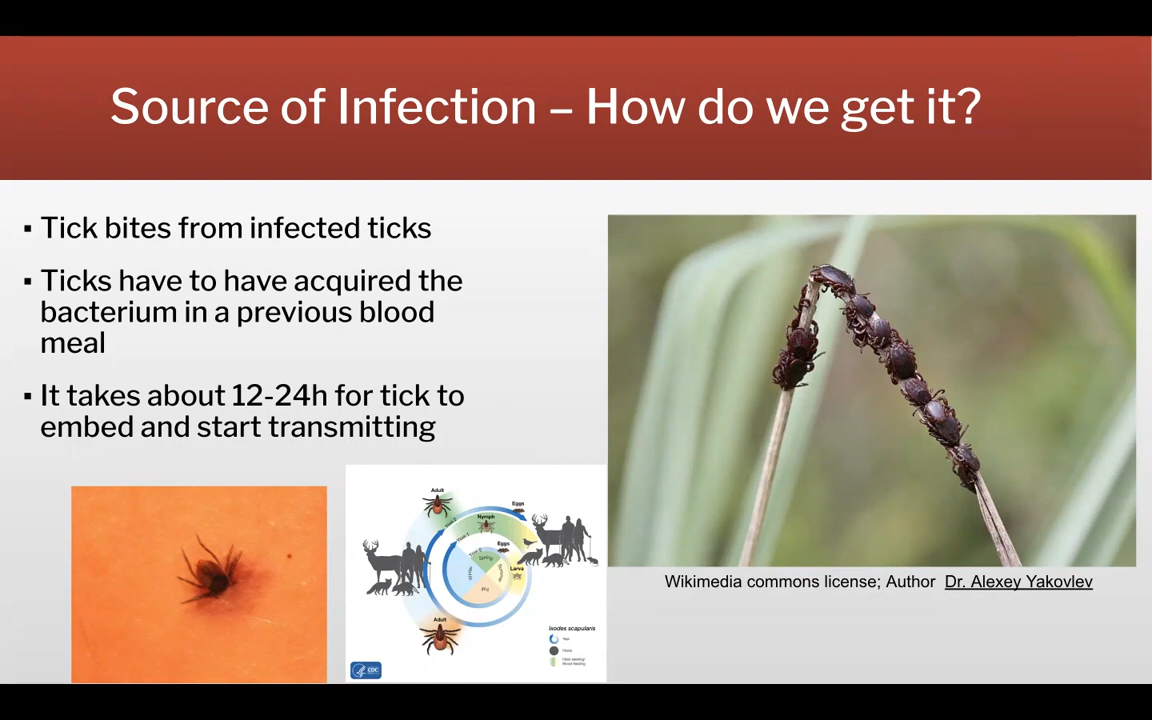 Source of Infection – How do we get it?
▪ Tick bites from infected ticks
▪ Ticks have to have acquired the
bacterium in a previous blood
meal
▪ It takes about 12-24h for tick to
embed and start transmitting
Adult
Eggs
Nymph
Eggs
Larva
Adult
Ixodes scapularis
CDC
Wikimedia commons license; Author Dr. Alexey Yakovlev